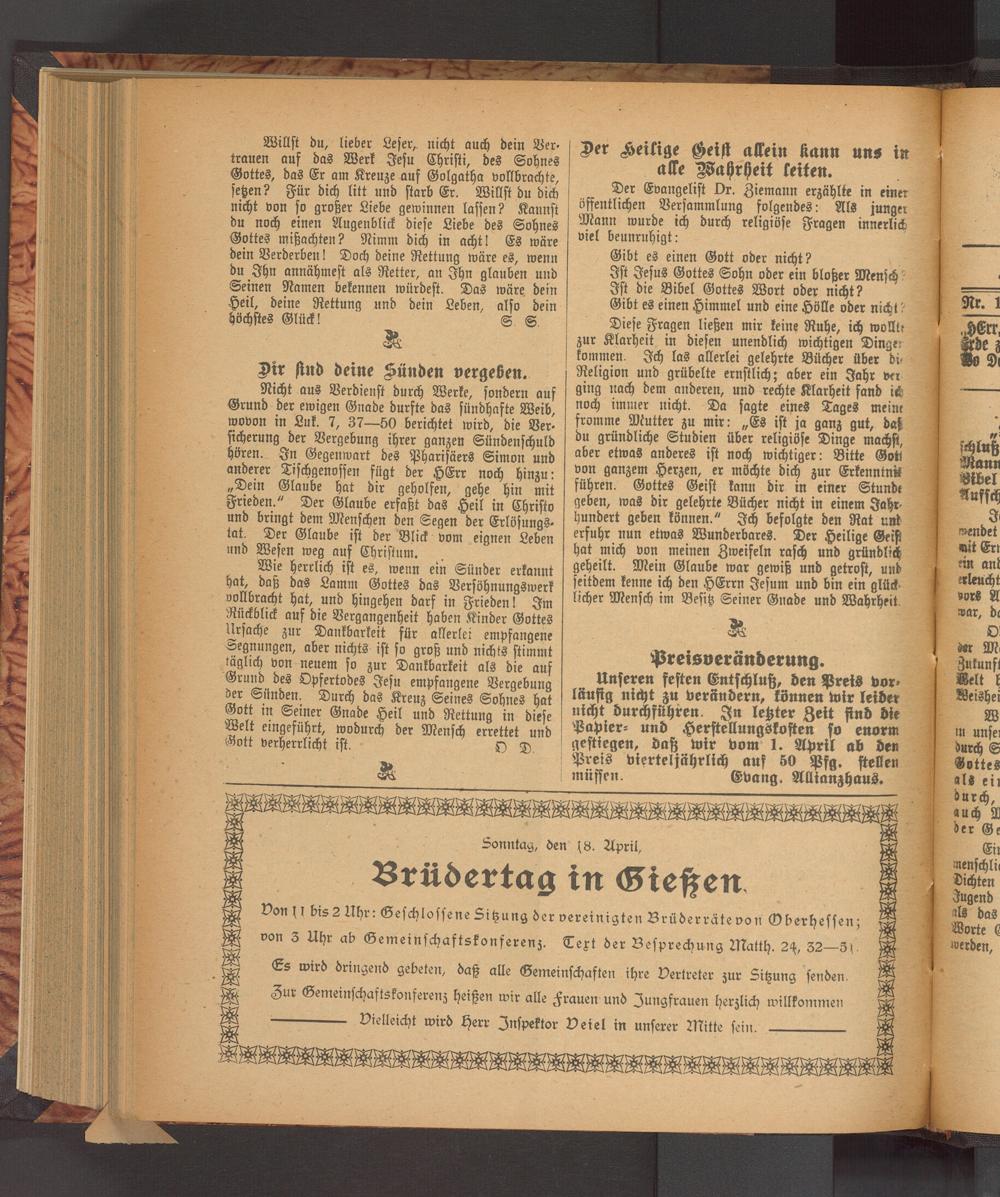 Willst du, lieber Leser, nicht auch dein Ver-
trauen auf das Werk Jesu Christi, des Sohnes
Gottes, das Er am Kreuze auf Golgatha vollbrachte,
setzen? Für dich litt und starb Er. Willst du dich
nicht von so großer Liebe gewinnen lassen? Kannst
du noch einen Augenblick diese Liebe des Sohnes
Gottes mißachten? Nimm dich in acht! Es wäre
dein Verderben! Doch deine Rettung wäre es, wenn
du Ihn annähmest als Retter, an Ihn glauben und
Seinen Namen bekennen würdest. Das wäre dein
Heil, deine Rettung und dein Leben, also dein
höchstes Glück! S. S.
Dir sind deine Sünden vergeben.
Nicht aus Verdienst durch Werke, sondern auf
Grund der ewigen Gnade durfte das sündhafte Weib,
wovon in Luk. 7, 37—50 berichtet wird, die Ver-
sicherung der Vergebung ihrer ganzen Sündenschuld
hören. In Gegenwart des Pharisäers Simon und
anderer Tischgenossen fügt der HErr noch hinzu:
„Dein Glaube hat dir geholfen, gehe hin mit
Frieden.“ Der Glaube erfaßt das Heil in Christo
und bringt dem Menschen den Segen der Erlösungs-
tat. Der Glaube ist der Blick vom eignen Leben
und Wesen weg auf Christum.
Wie herrlich ist es, wenn ein Sünder erkannt
hat, daß das Lamm Gottes das Versöhnungswerk
vollbracht hat, und hingehen darf in Frieden! Im
Rückblick auf die Vergangenheit haben Kinder Gottes
Ursache zur Dankbarkeit für allerlei empfangene
Segnungen, aber nichts ist so groß und nichts stimmt
täglich von neuem so zur Dankbarkeit als die auf
Grund des Opfertodes Jesu empfangene Vergebung
der Sünden. Durch das Kreuz Seines Sohnes hat
Gott in Seiner Gnade Heil und Rettung in diese
Welt eingeführt, wodurch der Mensch errettet und
Gott verherrlicht ist. O. D.
Der Heilige Geist allein kann uns in
alle Wahrheit leiten.
Der Evangelist Dr. Ziemann erzählte in einer
öffentlichen Versammlung folgendes: Als junger
Mann wurde ich durch religiöse Fragen innerlich
viel beunruhigt:
Gibt es einen Gott oder nicht?
Ist Jesus Gottes Sohn oder ein bloßer Mensch?
Ist die Bibel Gottes Wort oder nicht?
Gibt es einen Himmel und eine Hölle oder nicht?
Diese Fragen ließen mir keine Ruhe, ich wollte
zur Klarheit in diesen unendlich wichtigen Dingen
kommen. Ich las allerlei gelehrte Bücher über die
Religion und grübelte ernstlich; aber ein Jahr ver-
ging nach dem anderen, und rechte Klarheit fand ich
noch immer nicht. Da sagte eines Tages meine
fromme Mutter zu mir: „Es ist ja ganz gut, daß
du gründliche Studien über religiöse Dinge machst,
aber etwas anderes ist noch wichtiger: Bitte Gott
von ganzem Herzen, er möchte dich zur Erkenntnis
führen. Gottes Geist kann dir in einer Stunde
geben, was dir gelehrte Bücher nicht in einem Jahr-
hundert geben können.“ Ich befolgte den Rat und
erfuhr nun etwas Wunderbares. Der Heilige Geist
hat mich von meinen Zweifeln rasch und gründlich
geheilt. Mein Glaube war gewiß und getrost, und
seitdem kenne ich den HErrn Jesum und bin ein glück-
licher Mensch im Besitz Seiner Gnade und Wahrheit.
Preisveränderung.
Unseren festen Entschluß, den Preis vor-
läufig nicht zu verändern, können wir leider
nicht durchführen. In letzter Zeit sind die
Papier- und Herstellungskosten so enorm
gestiegen, daß wir vom 1. April ab den
Preis vierteljährlich auf 50 Pfg. stellen
müssen. Evang. Allianzhaus.
Sonntag, den 18. April,
Brüdertag in Gießen.
Von 11 bis 2 Uhr: Geschlossene Sitzung der vereinigten Brüderräte von Oberhessen;
von 3 Uhr ab Gemeinschaftskonferenz. Text der Besprechung Matth. 24, 32—51.
Es wird dringend gebeten, daß alle Gemeinschaften ihre Vertreter zur Sitzung senden.
Zur Gemeinschaftskonferenz heißen wir alle Frauen und Jungfrauen herzlich willkommen
Vielleicht wird Herr Inspektor Veiel in unserer Mitte sein.
Nr. 1